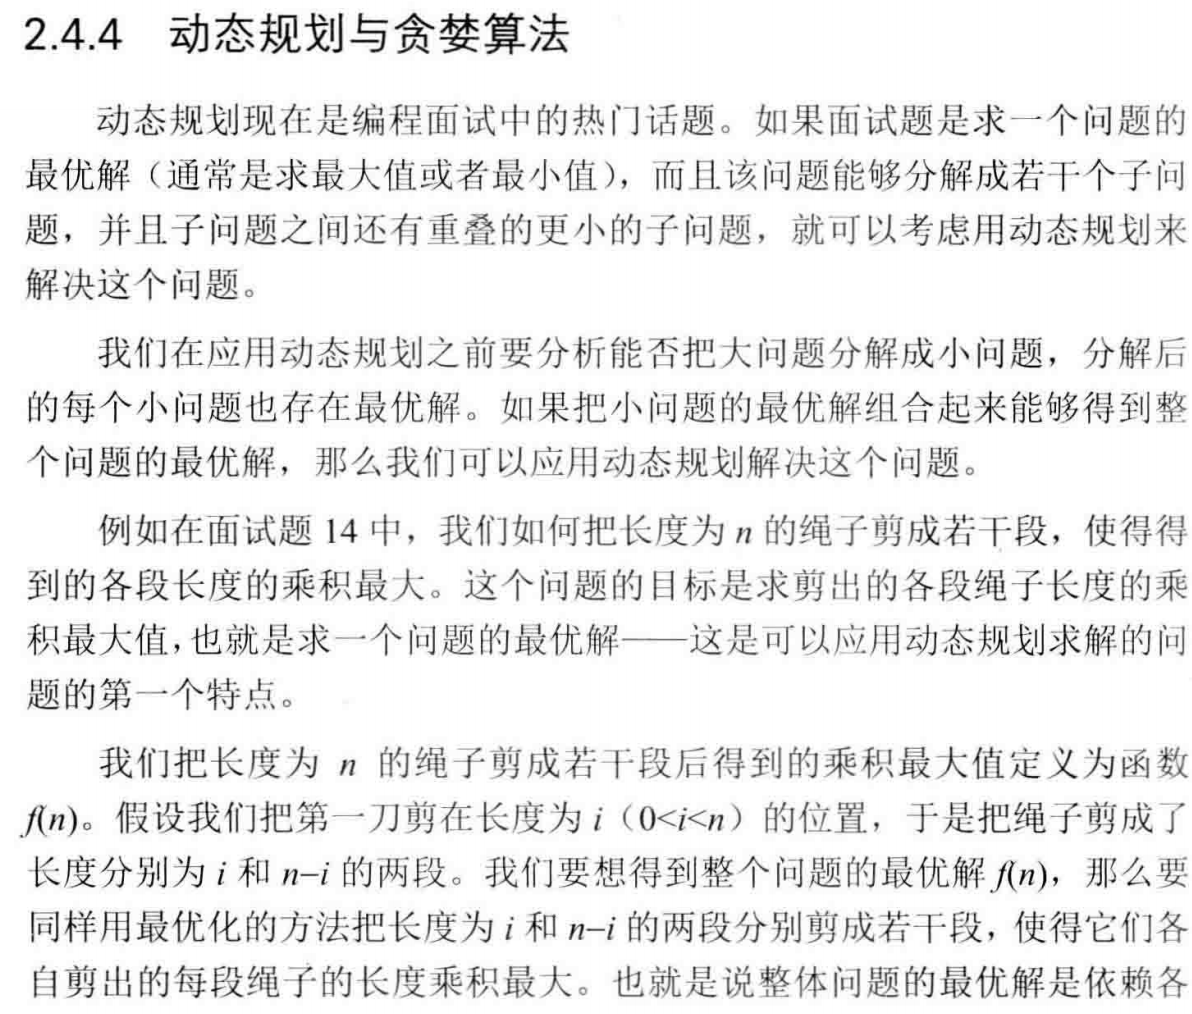 2.4.4 动态规划与贪婪算法
动态规划现在是编程面试中的热门话题。如果面试题是求一个问题的
最优解（通常是求最大值或者最小值），而且该问题能够分解成若干个子问
题，并且子问题之间还有重叠的更小的子问题，就可以考虑用动态规划来
解决这个问题。
我们在应用动态规划之前要分析能否把大问题分解成小问题，分解后
的每个小问题也存在最优解。如果把小问题的最优解组合起来能够得到整
个问题的最优解，那么我们可以应用动态规划解决这个问题。
例如在面试题 14 中，我们如何把长度为 n 的绳子剪成若干段，使得得
到的各段长度的乘积最大。这个问题的目标是求剪出的各段绳子长度的乘
积最大值，也就是求一个问题的最优解——这是可以应用动态规划求解的问
题的第一个特点。
我们把长度为 n 的绳子剪成若干段后得到的乘积最大值定义为函数
f(n)。假设我们把第一刀剪在长度为 i（0<i<n）的位置，于是把绳子剪成了
长度分别为 i 和 n–i 的两段。我们要想得到整个问题的最优解 f(n)，那么要
同样用最优化的方法把长度为 i 和 n–i 的两段分别剪成若干段，使得它们各
自剪出的每段绳子的长度乘积最大。也就是说整体问题的最优解是依赖各